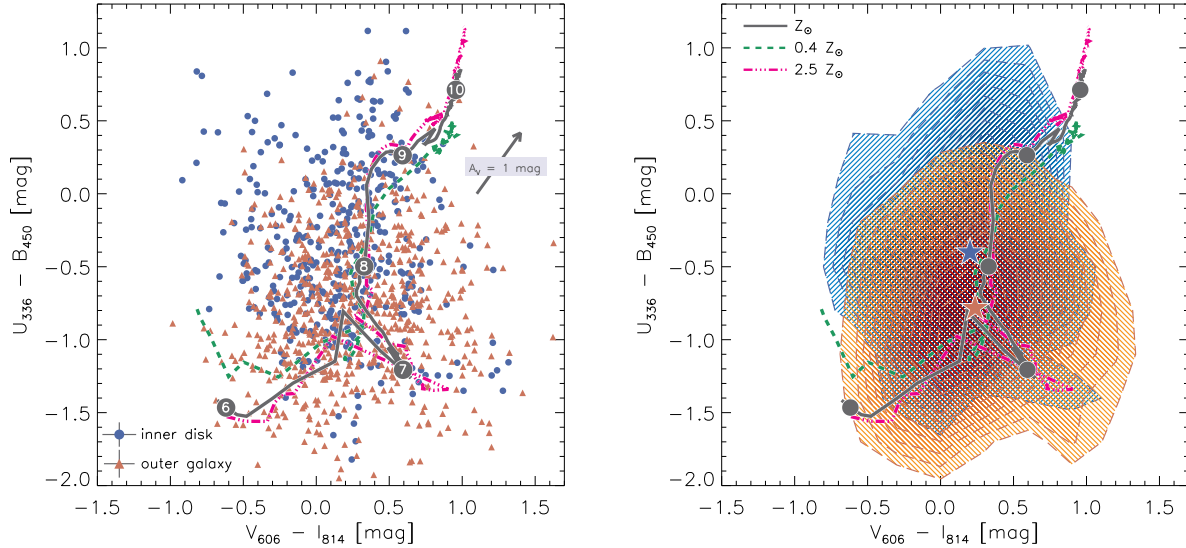 1.0
0.5
0.0
−0.5
−1.0
−1.5
−2.0
U336 − B450 [mag]
10
9
8
7
6
A_V = 1 mag
inner disk
outer galaxy
−1.5 −1.0 −0.5 0.0 0.5 1.0 1.5
V606 − I814 [mag]
Z⊙
0.4 Z⊙
2.5 Z⊙
1.0
0.5
0.0
−0.5
−1.0
−1.5
−2.0
U336 − B450 [mag]
−1.5 −1.0 −0.5 0.0 0.5 1.0 1.5
V606 − I814 [mag]